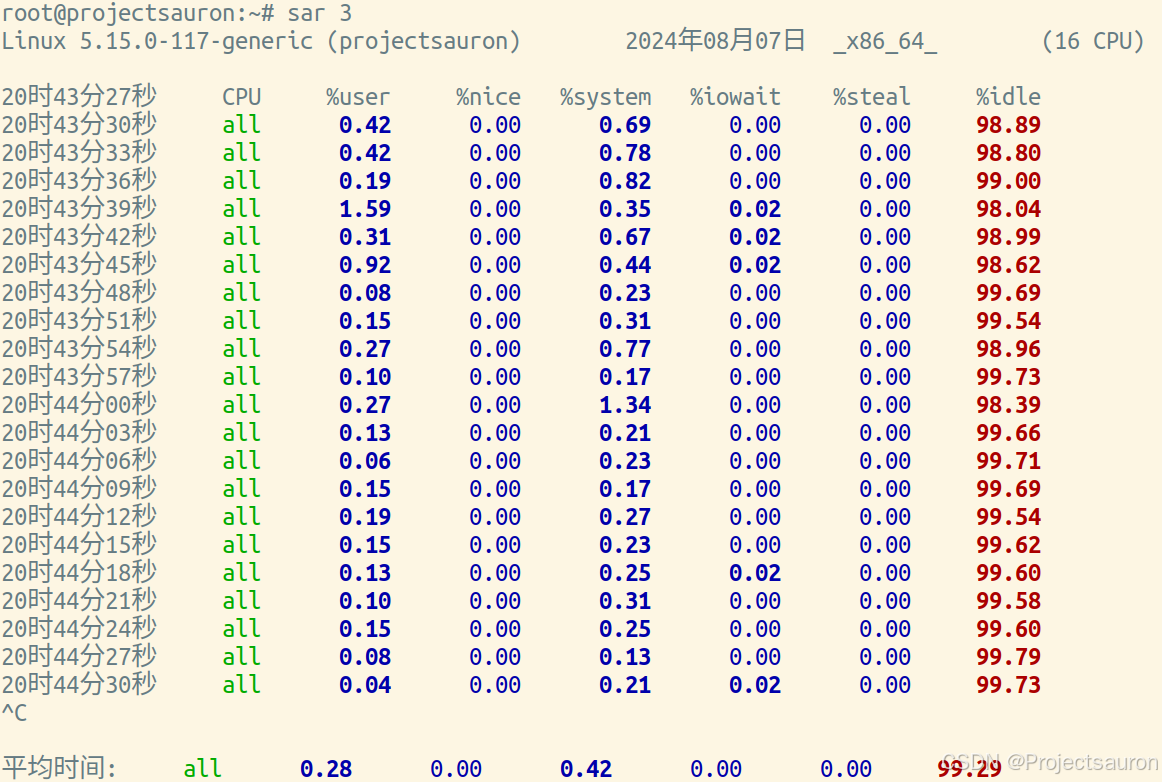 root@projectsauron:~# sar 3
Linux 5.15.0-117-generic (projectsauron) 2024年08月07日 _x86_64_ (16 CPU)
20时43分27秒 CPU %user %nice %system %iowait %steal %idle
20时43分30秒 all 0.42 0.00 0.69 0.00 0.00 98.89
20时43分33秒 all 0.42 0.00 0.78 0.00 0.00 98.80
20时43分36秒 all 0.19 0.00 0.82 0.00 0.00 99.00
20时43分39秒 all 1.59 0.00 0.35 0.02 0.00 98.04
20时43分42秒 all 0.31 0.00 0.67 0.02 0.00 98.99
20时43分45秒 all 0.92 0.00 0.44 0.02 0.00 98.62
20时43分48秒 all 0.08 0.00 0.23 0.00 0.00 99.69
20时43分51秒 all 0.15 0.00 0.31 0.00 0.00 99.54
20时43分54秒 all 0.27 0.00 0.77 0.00 0.00 98.96
20时43分57秒 all 0.10 0.00 0.17 0.00 0.00 99.73
20时44分00秒 all 0.27 0.00 1.34 0.00 0.00 98.39
20时44分03秒 all 0.13 0.00 0.21 0.00 0.00 99.66
20时44分06秒 all 0.06 0.00 0.23 0.00 0.00 99.71
20时44分09秒 all 0.15 0.00 0.17 0.00 0.00 99.69
20时44分12秒 all 0.19 0.00 0.27 0.00 0.00 99.54
20时44分15秒 all 0.15 0.00 0.23 0.00 0.00 99.62
20时44分18秒 all 0.13 0.00 0.25 0.02 0.00 99.60
20时44分21秒 all 0.10 0.00 0.31 0.00 0.00 99.58
20时44分24秒 all 0.15 0.00 0.25 0.00 0.00 99.60
20时44分27秒 all 0.08 0.00 0.13 0.00 0.00 99.79
20时44分30秒 all 0.04 0.00 0.21 0.02 0.00 99.73
^C
平均时间: all 0.28 0.00 0.42 0.00 0.00 99.29
CSDN @Projectsauron